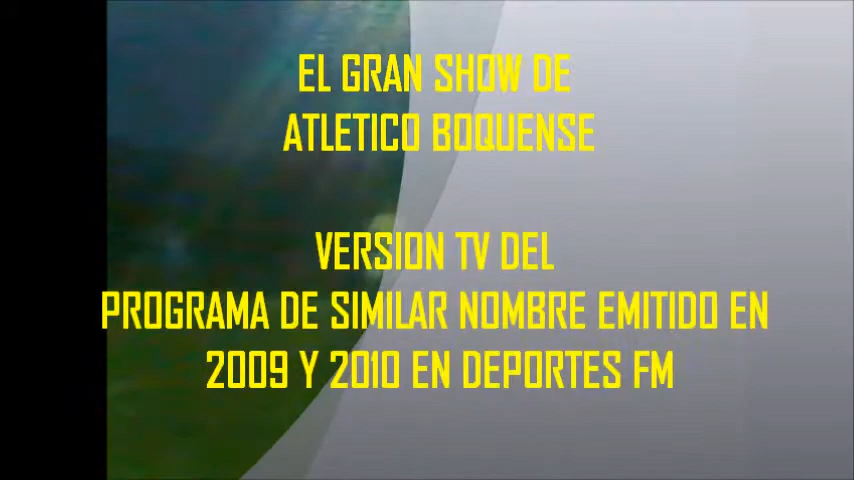 EL GRAN SHOW DE
ATLETICO BOQUENSE
VERSION TV DEL
PROGRAMA DE SIMILAR NOMBRE EMITIDO EN
2009 Y 2010 EN DEPORTES FM